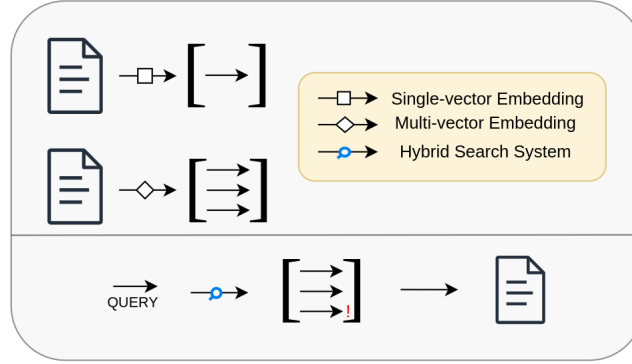 Single-vector Embedding
Multi-vector Embedding
Hybrid Search System
QUERY
!